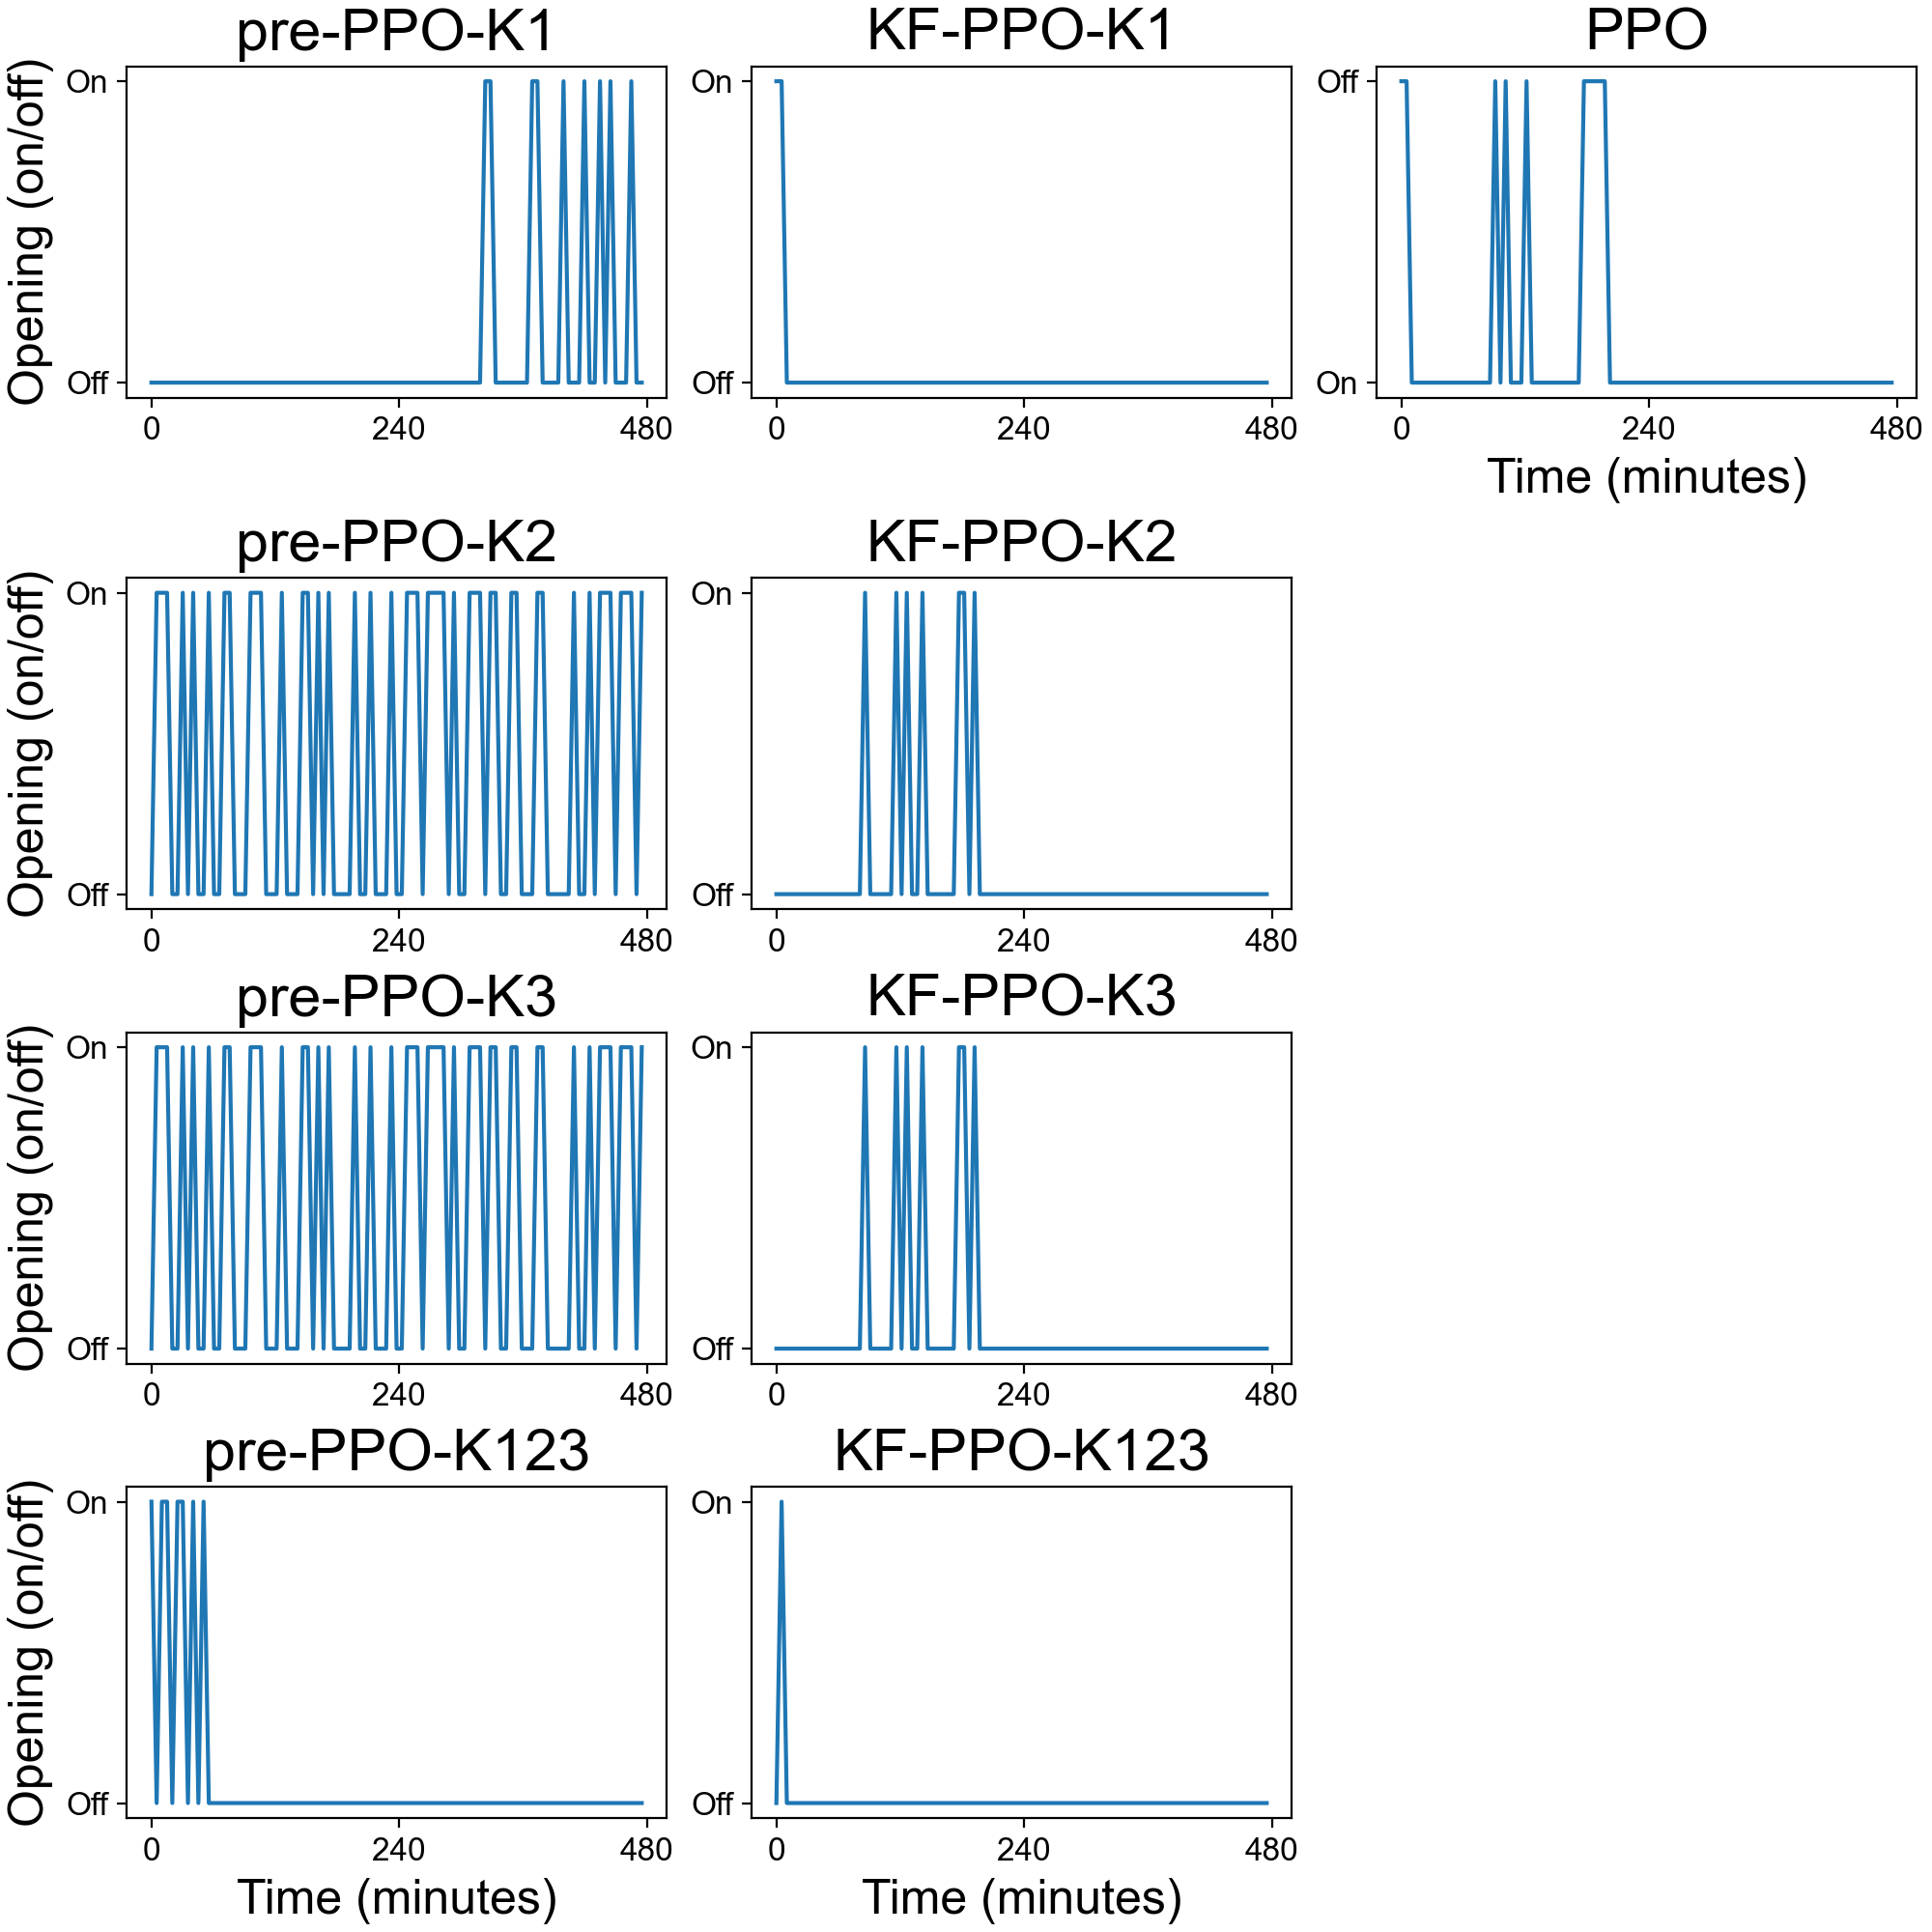 pre-PPO-K1
KF-PPO-K1
PPO
Opening (on/off)
On
Off
0
240
480
On
Off
0
240
480
Off
On
0
240
480
Time (minutes)
pre-PPO-K2
KF-PPO-K2
Opening (on/off)
On
Off
0
240
480
On
Off
0
240
480
pre-PPO-K3
KF-PPO-K3
Opening (on/off)
On
Off
0
240
480
On
Off
0
240
480
pre-PPO-K123
KF-PPO-K123
Opening (on/off)
On
Off
0
240
480
Time (minutes)
On
Off
0
240
480
Time (minutes)